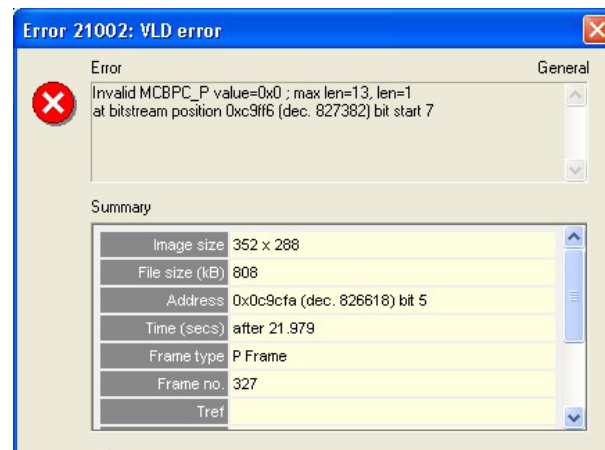 Error 21002: VLD error
Error General
Invalid MCBPC_P value=0x0 ; max len=13, len=1
at bitstream position 0xc9ff6 (dec. 827382) bit start 7
Summary
Image size 352 x 288
File size (kB) 808
Address 0x0c9cfa (dec. 826618) bit 5
Time (secs) after 21.979
Frame type P Frame
Frame no. 327
Tref